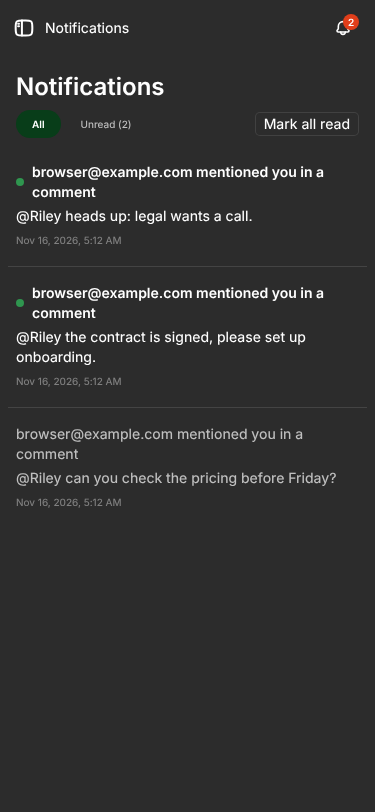 Notifications
2
Notifications
All
Unread (2)
Mark all read
browser@example.com mentioned you in a
comment
@Riley heads up: legal wants a call.
Nov 16, 2026, 5:12 AM
browser@example.com mentioned you in a
comment
@Riley the contract is signed, please set up
onboarding.
Nov 16, 2026, 5:12 AM
browser@example.com mentioned you in a
comment
@Riley can you check the pricing before Friday?
Nov 16, 2026, 5:12 AM